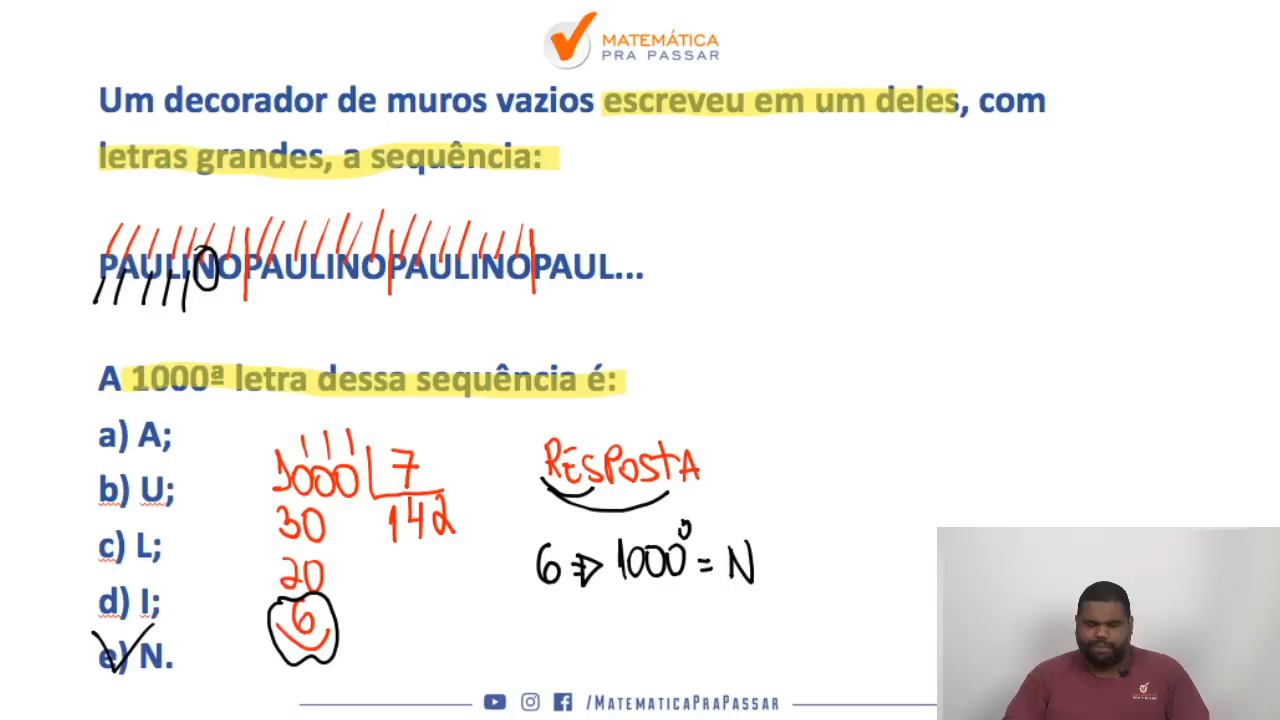 MATEMÁTICA
PRA PASSAR
Um decorador de muros vazios escreveu em um deles, com
letras grandes, a sequência:
PAULINOPAULINOPAULINOPAUL...
A 1000ª letra dessa sequência é:
a) A;
b) U;
c) L;
d) I;
e) N.
1000 7
30 142
20
6
RESPOSTA
6 ⇒ 1000º = N
/MatematicaPraPassar